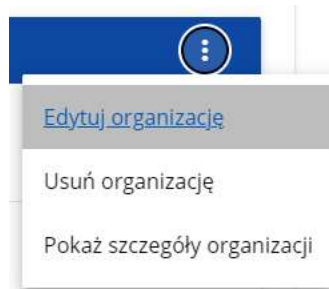 Edytuj organizację
Usuń organizację
Pokaż szczegóły organizacji